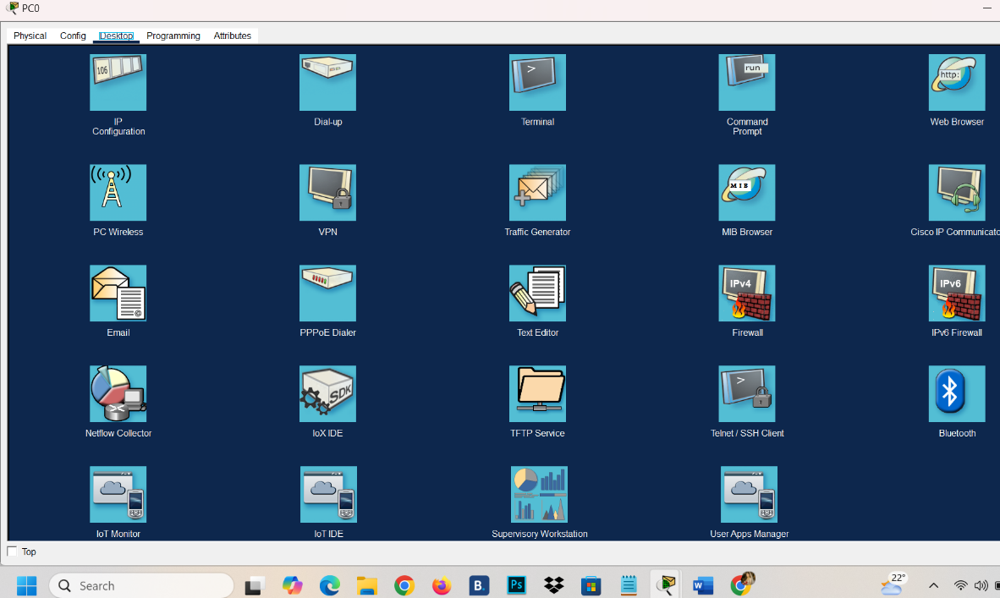 PC0
Physical Config Desktop Programming Attributes
106
>
run
http:
IP
Configuration
Dial-up
Terminal
Command
Prompt
Web Browser
MIB
PC Wireless
VPN
Traffic Generator
MIB Browser
Cisco IP Communicato
@
IPv4
IPv6
Email
PPPoE Dialer
Text Editor
Firewall
IPv6 Firewall
SDK
>
Netflow Collector
IoX IDE
TFTP Service
Telnet / SSH Client
Bluetooth
IoT Monitor
IoT IDE
Supervisory Workstation
User Apps Manager
Top
Search
B.
Ps
W
22°